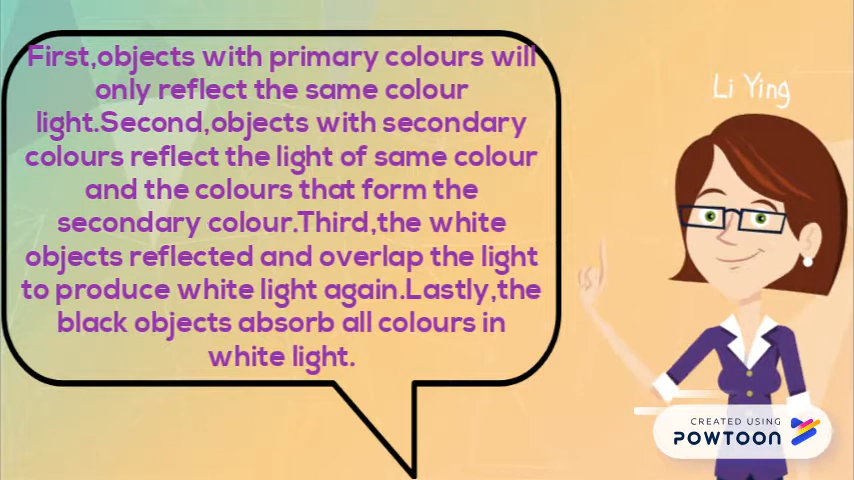 First,objects with primary colours will
only reflect the same colour
light.Second,objects with secondary
colours reflect the light of same colour
and the colours that form the
secondary colour.Third,the white
objects reflected and overlap the light
to produce white light again.Lastly,the
black objects absorb all colours in
white light.
Li Ying
CREATED USING
POWTOON